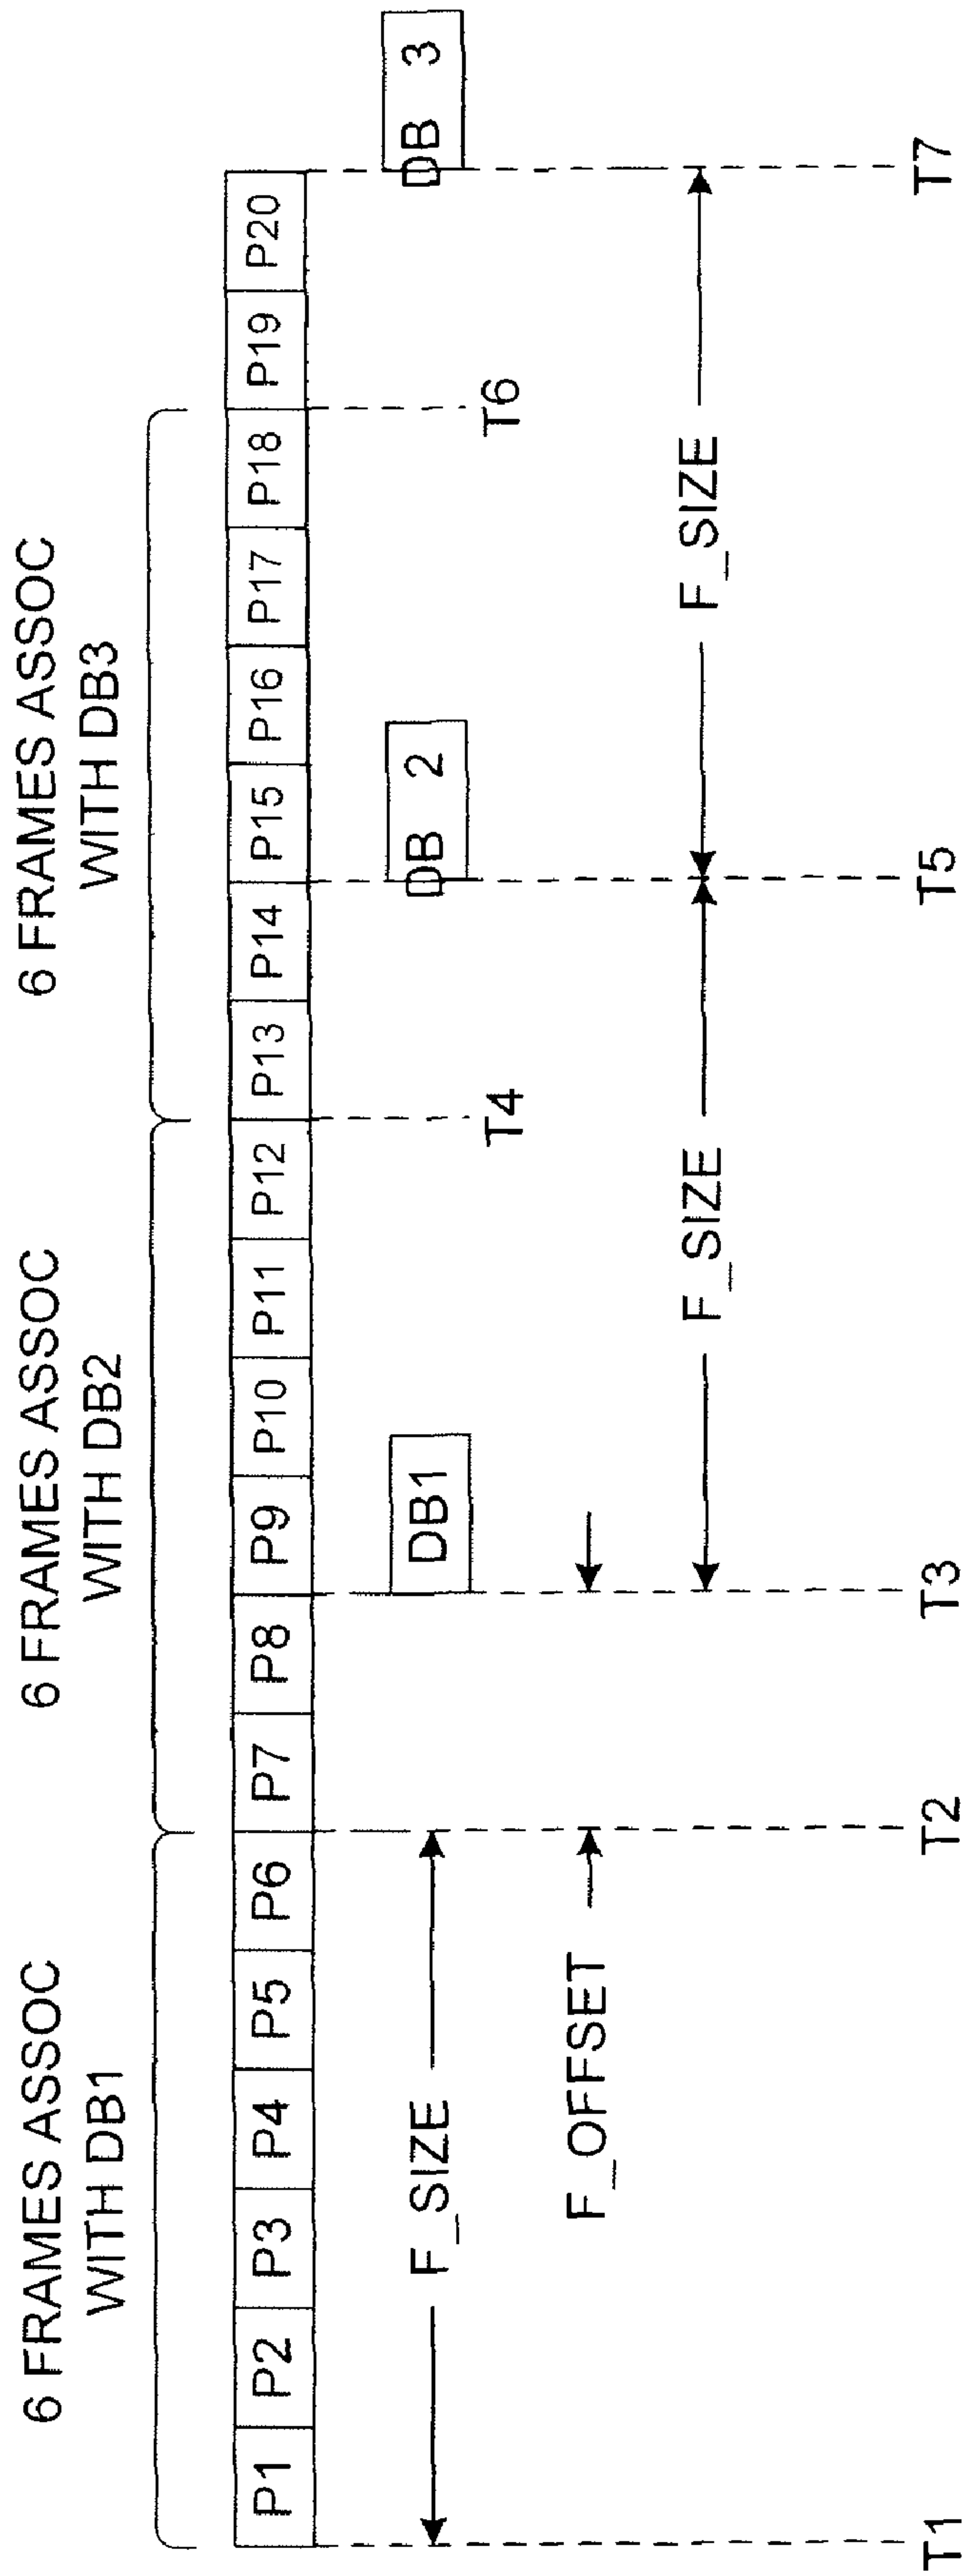 6 FRAMES ASSOC
WITH DB1
6 FRAMES ASSOC
WITH DB2
6 FRAMES ASSOC
WITH DB3
P1 P2 P3 P4 P5 P6 P7 P8 P9 P10 P11 P12 P13 P14 P15 P16 P17 P18 P19 P20
DB1
DB 2
DB 3
F_SIZE
T4
T6
F_OFFSET
F_SIZE
F_SIZE
T1
T2
T3
T5
T7